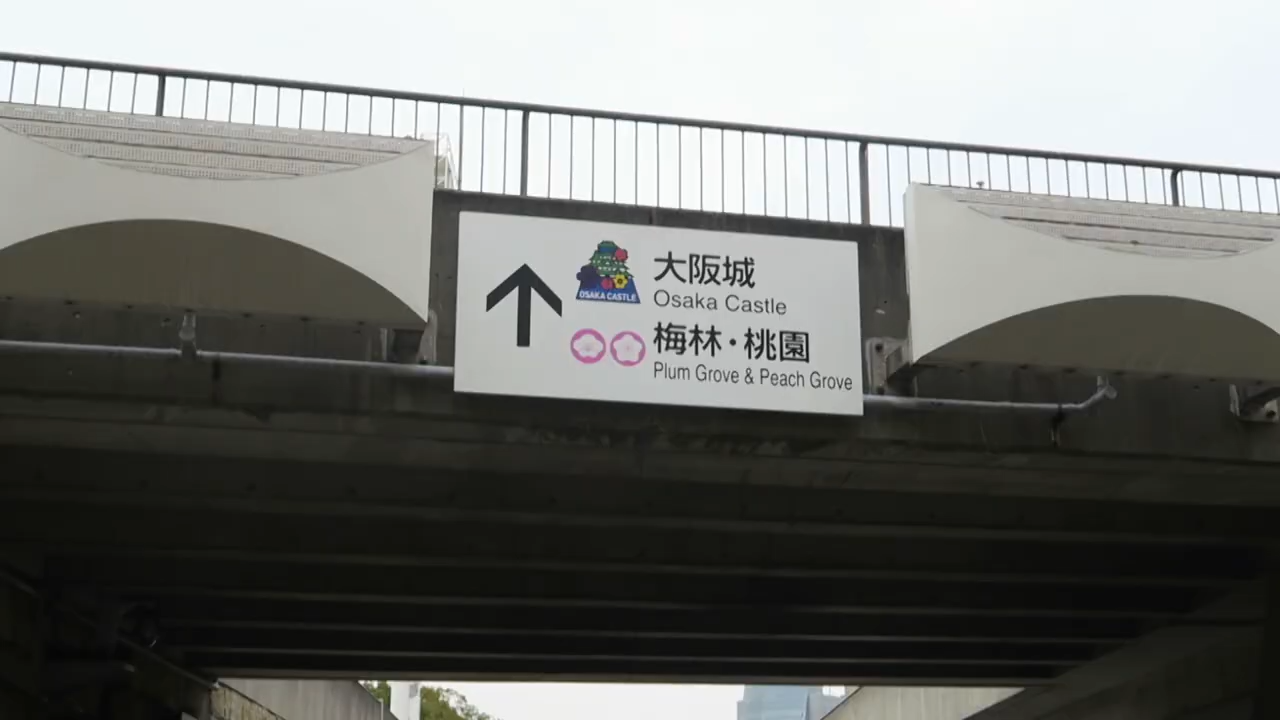 大阪城
OSAKA CASTLE
Osaka Castle
梅林・桃園
Plum Grove & Peach Grove